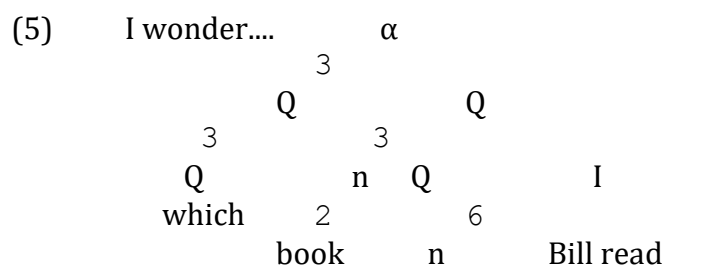 (5) I wonder.... α
3
Q Q
3 3
Q n Q I
which 2 6
book n Bill read